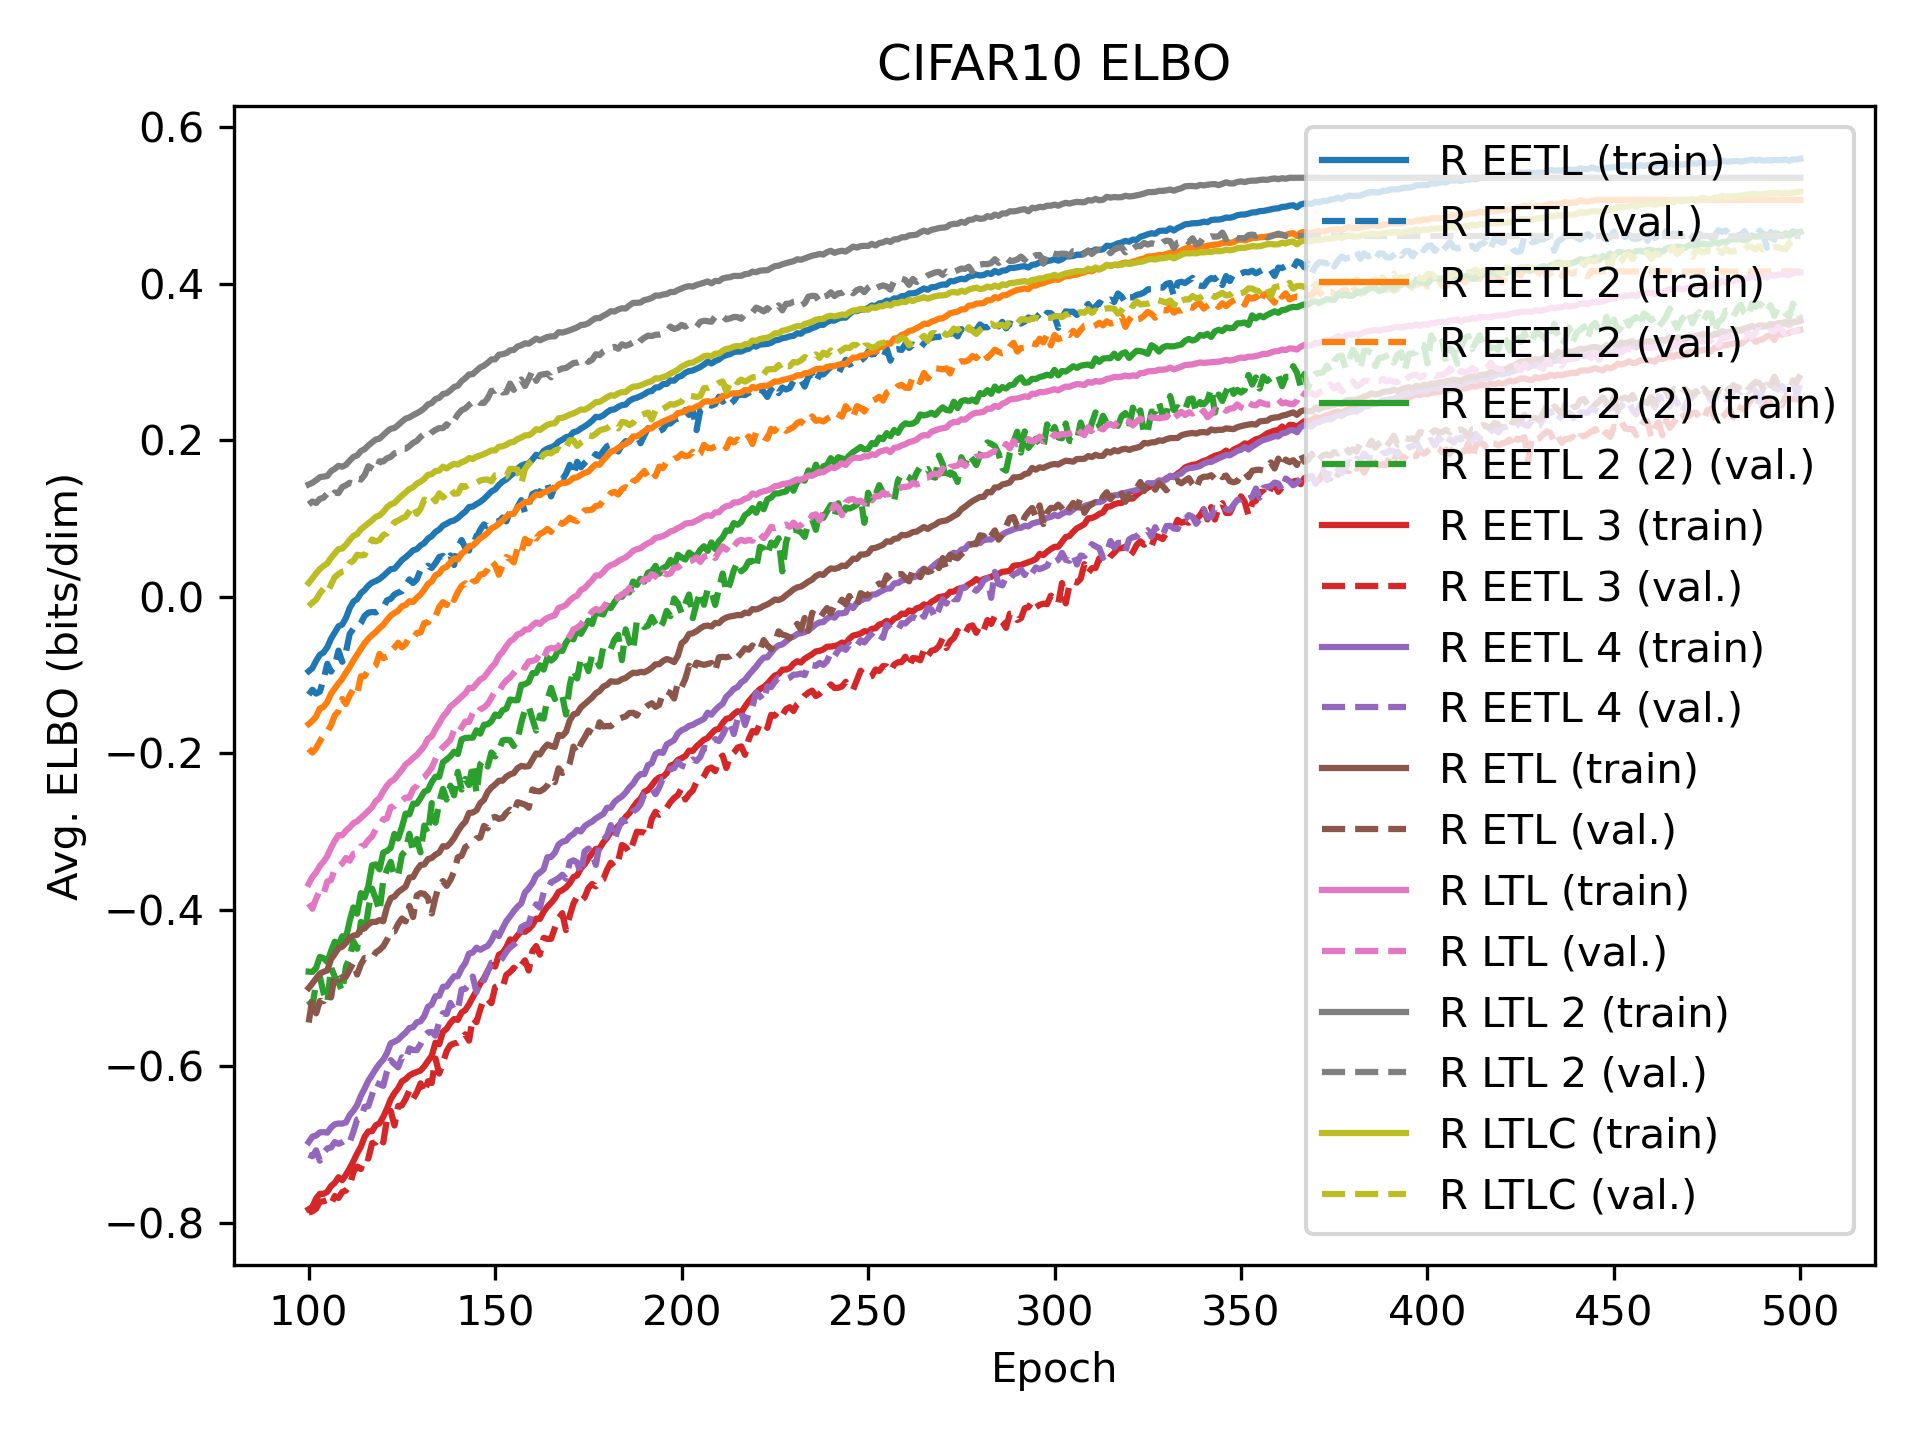 CIFAR10 ELBO
Avg. ELBO (bits/dim)
0.6
0.4
0.2
0.0
−0.2
−0.4
−0.6
−0.8
R EETL (train)
R EETL (val.)
R EETL 2 (train)
R EETL 2 (val.)
R EETL 2 (2) (train)
R EETL 2 (2) (val.)
R EETL 3 (train)
R EETL 3 (val.)
R EETL 4 (train)
R EETL 4 (val.)
R ETL (train)
R ETL (val.)
R LTL (train)
R LTL (val.)
R LTL 2 (train)
R LTL 2 (val.)
R LTLC (train)
R LTLC (val.)
100 150 200 250 300 350 400 450 500
Epoch